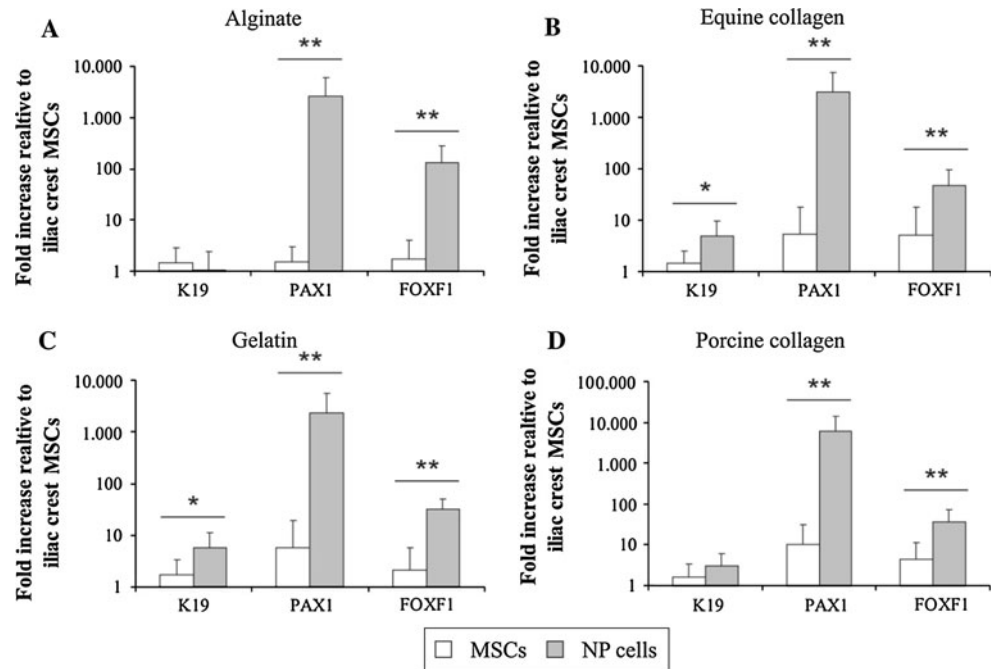 A
Alginate
Fold increase realtive to
iliac crest MSCs
10.000
1.000
100
10
1
**
**
K19
PAX1
FOXF1
B
Equine collagen
Fold increase realtive to
iliac crest MSCs
10.000
1.000
100
10
1
*
**
**
K19
PAX1
FOXF1
C
Gelatin
Fold increase realtive to
iliac crest MSCs
10.000
1.000
100
10
1
*
**
**
K19
PAX1
FOXF1
D
Porcine collagen
Fold increase realtive to
iliac crest MSCs
100.000
10.000
1.000
100
10
1
**
**
K19
PAX1
FOXF1
MSCs NP cells